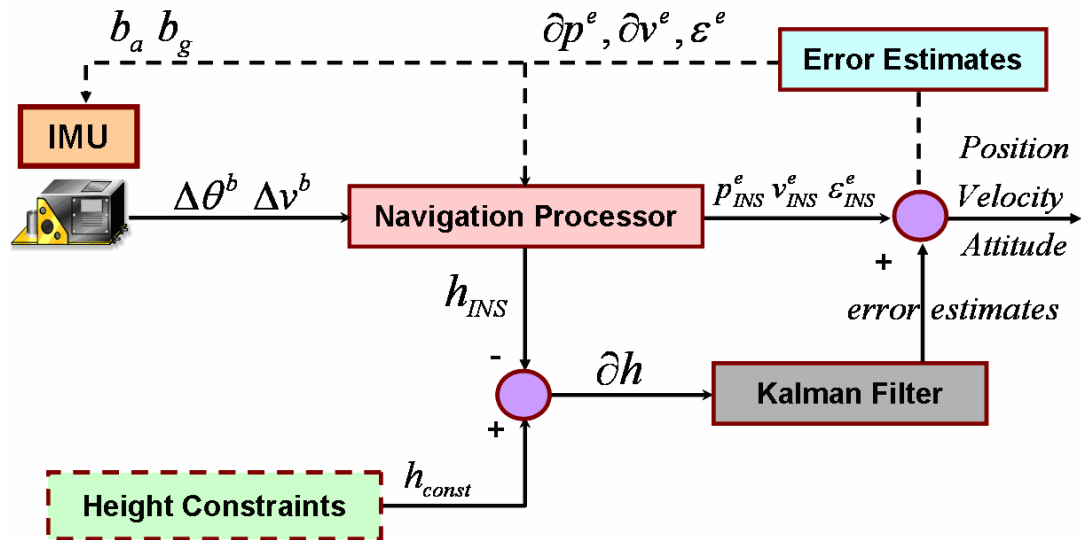 b_a b_g
∂p^e, ∂v^e, ε^e
Error Estimates
IMU
Δθ^b Δv^b
Navigation Processor
p^e_INS v^e_INS ε^e_INS
Position
Velocity
Attitude
+
h_INS
error estimates
-
∂h
Kalman Filter
+
h_const
Height Constraints